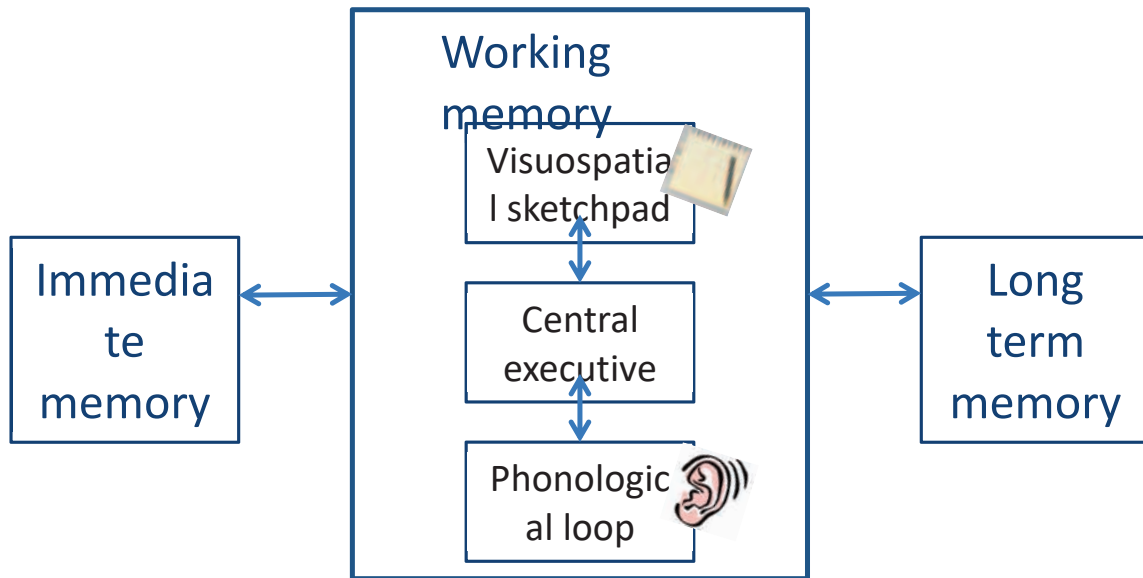 Working
memory
Visuospatia
l sketchpad
Immedia
te
memory
Central
executive
Long
term
memory
Phonologic
al loop